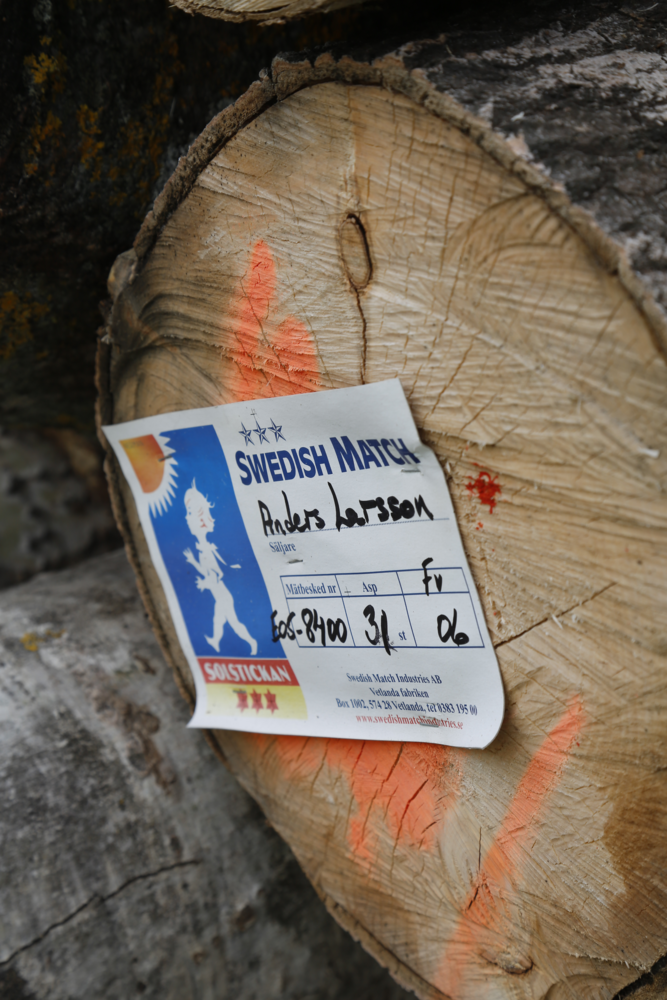 SWEDISH MATCH
Anders Larsson
Säljare
Mätbesked nr Asp Fv
E05-8400 31 st 06
SOLSTICKAN
Swedish Match Industries AB
Vetlanda fabriken
Box 1002, 574 28 Vetlanda, tel 0383 195 00
www.swedishmatchindustries.se